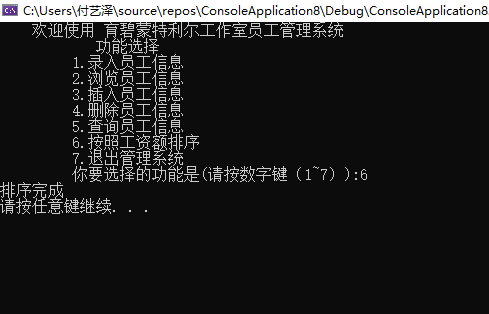 C:\Users\付艺泽\source\repos\ConsoleApplication8\Debug\ConsoleApplication8
欢迎使用 育碧蒙特利尔工作室员工管理系统
功能选择
1.录入员工信息
2.浏览员工信息
3.插入员工信息
4.删除员工信息
5.查询员工信息
6.按照工资额排序
7.退出管理系统
你要选择的功能是(请按数字键（1~7）):6
排序完成
请按任意键继续. . .